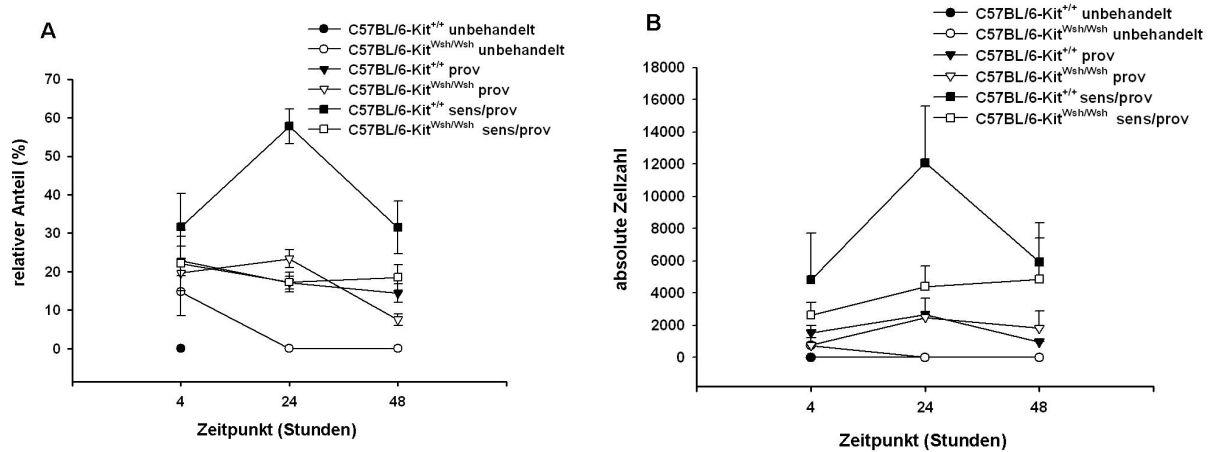 A
C57BL/6-Kit+/+ unbehandelt
C57BL/6-KitWsh/Wsh unbehandelt
C57BL/6-Kit+/+ prov
C57BL/6-KitWsh/Wsh prov
C57BL/6-Kit+/+ sens/prov
C57BL/6-KitWsh/Wsh sens/prov
relativer Anteil (%)
70
60
50
40
30
20
10
0
4
24
48
Zeitpunkt (Stunden)
B
C57BL/6-Kit+/+ unbehandelt
C57BL/6-KitWsh/Wsh unbehandelt
C57BL/6-Kit+/+ prov
C57BL/6-KitWsh/Wsh prov
C57BL/6-Kit+/+ sens/prov
C57BL/6-KitWsh/Wsh sens/prov
absolute Zellzahl
18000
16000
14000
12000
10000
8000
6000
4000
2000
0
4
24
48
Zeitpunkt (Stunden)